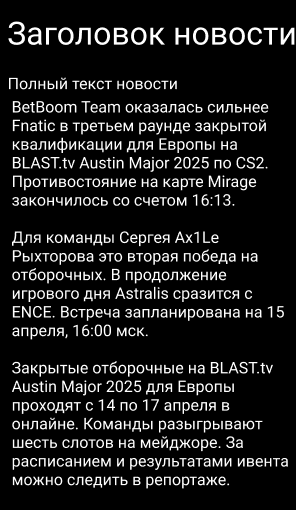 Заголовок новости
Полный текст новости
BetBoom Team оказалась сильнее
Fnatic в третьем раунде закрытой
квалификации для Европы на
BLAST.tv Austin Major 2025 по CS2.
Противостояние на карте Mirage
закончилось со счетом 16:13.
Для команды Сергея Ax1Le
Рыхторова это вторая победа на
отборочных. В продолжение
игрового дня Astralis сразится с
ENCE. Встреча запланирована на 15
апреля, 16:00 мск.
Закрытые отборочные на BLAST.tv
Austin Major 2025 для Европы
проходят с 14 по 17 апреля в
онлайне. Команды разыгрывают
шесть слотов на мейджоре. За
расписанием и результатами ивента
можно следить в репортаже.